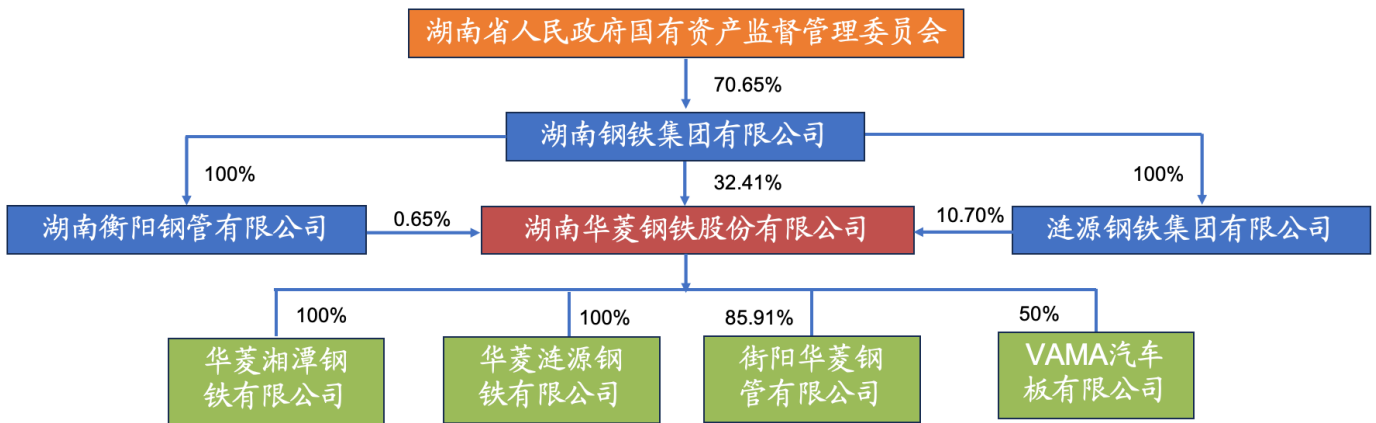 湖南省人民政府国有资产监督管理委员会
70.65%
湖南钢铁集团有限公司
100%
32.41%
100%
湖南衡阳钢管有限公司
0.65%
湖南华菱钢铁股份有限公司
10.70%
涟源钢铁集团有限公司
100%
100%
85.91%
50%
华菱湘潭钢
铁有限公司
华菱涟源钢
铁有限公司
街阳华菱钢
管有限公司
VAMA汽车
板有限公司